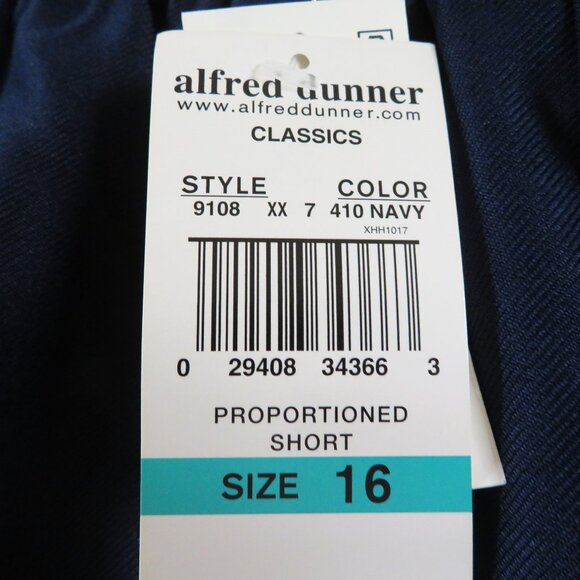 alfred dunner
www.alfreddunner.com
CLASSICS
STYLE COLOR
9108 XX 7 410 NAVY
XHH1017
0 29408 34366 3
PROPORTIONED
SHORT
SIZE 16